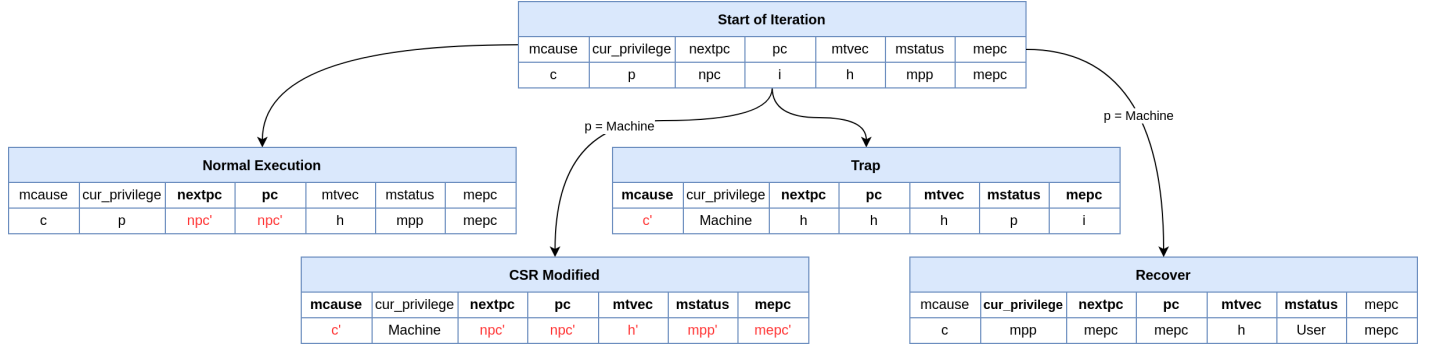 Start of Iteration
mcause cur_privilege nextpc pc mtvec mstatus mepc
c p npc i h mpp mepc
p = Machine
p = Machine
Normal Execution
mcause cur_privilege nextpc pc mtvec mstatus mepc
c p npc' npc' h mpp mepc
Trap
mcause cur_privilege nextpc pc mtvec mstatus mepc
c' Machine h h h p i
CSR Modified
mcause cur_privilege nextpc pc mtvec mstatus mepc
c' Machine npc' npc' h' mpp' mepc'
Recover
mcause cur_privilege nextpc pc mtvec mstatus mepc
c mpp mepc mepc h User mepc